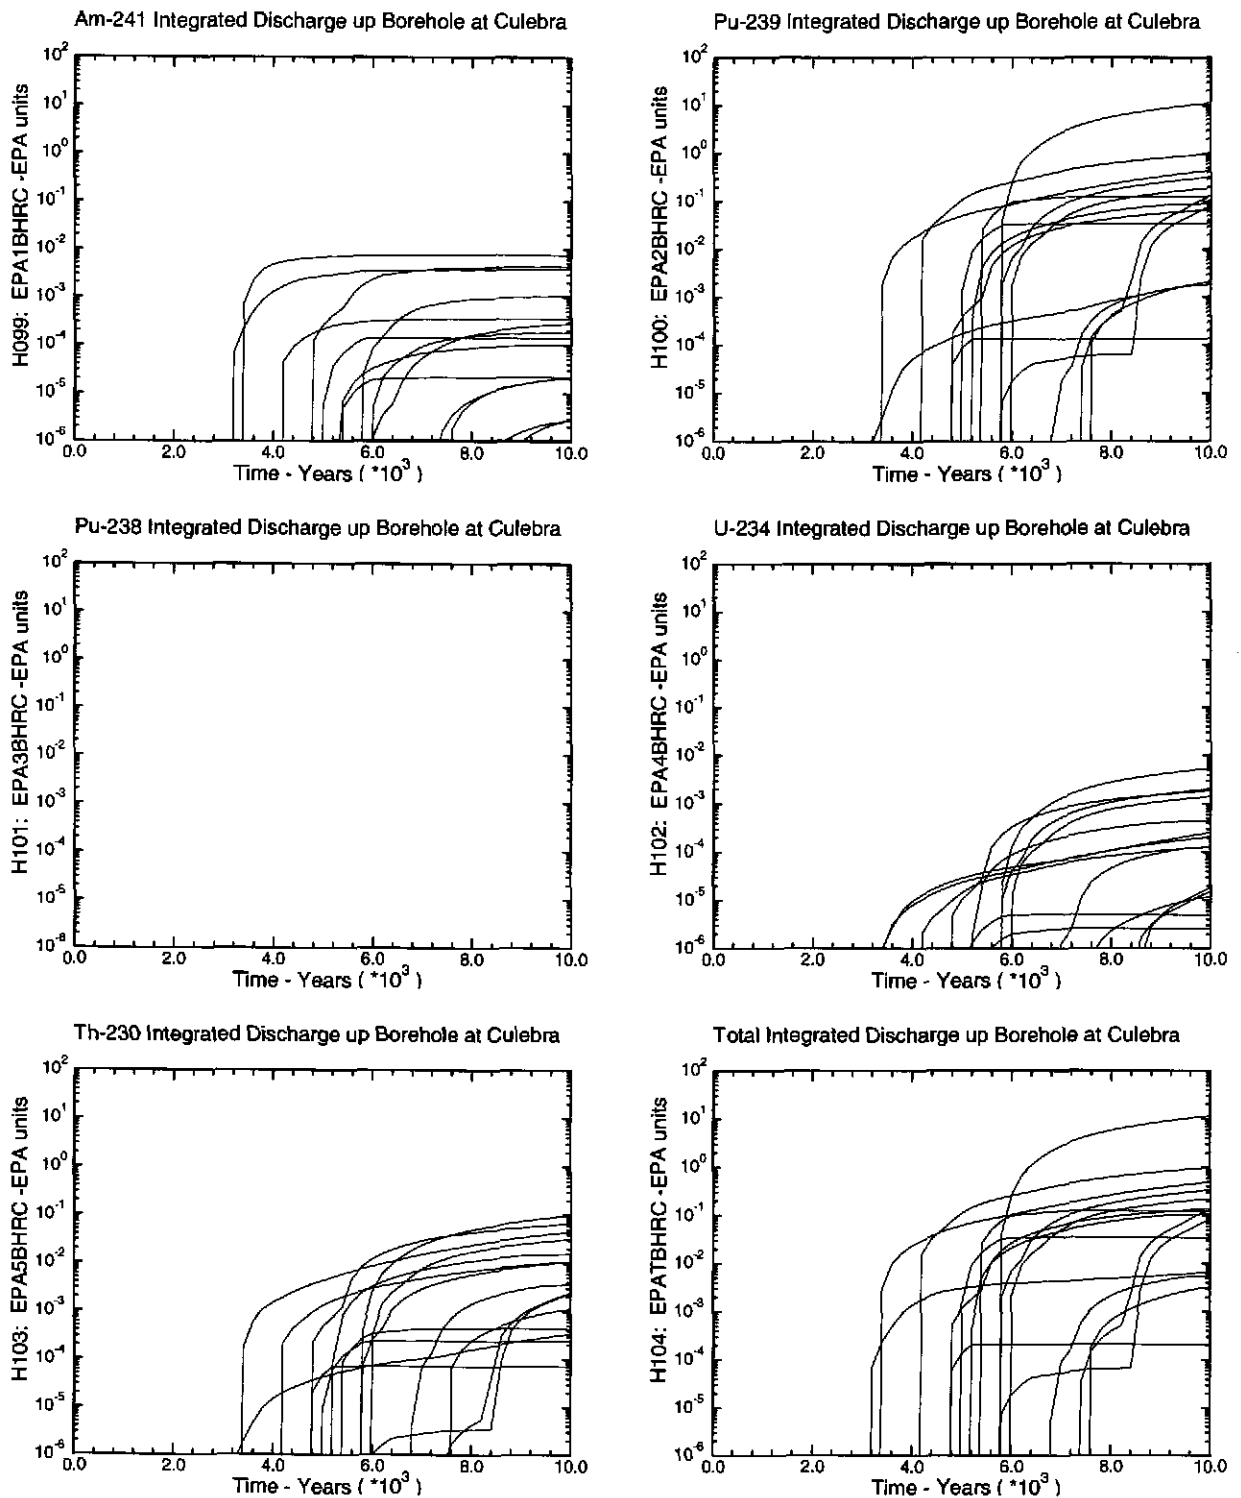 Am-241 Integrated Discharge up Borehole at Culebra
H099: EPA1BHRC -EPA units
10^2
10^1
10^0
10^-1
10^-2
10^-3
10^-4
10^-5
10^-6
0.0 2.0 4.0 6.0 8.0 10.0
Time - Years ( *10^3 )
Pu-239 Integrated Discharge up Borehole at Culebra
H100: EPA2BHRC -EPA units
10^2
10^1
10^0
10^-1
10^-2
10^-3
10^-4
10^-5
10^-6
0.0 2.0 4.0 6.0 8.0 10.0
Time - Years ( *10^3 )
Pu-238 Integrated Discharge up Borehole at Culebra
H101: EPA3BHRC -EPA units
10^2
10^1
10^0
10^-1
10^-2
10^-3
10^-4
10^-5
10^-6
0.0 2.0 4.0 6.0 8.0 10.0
Time - Years ( *10^3 )
U-234 Integrated Discharge up Borehole at Culebra
H102: EPA4BHRC -EPA units
10^2
10^1
10^0
10^-1
10^-2
10^-3
10^-4
10^-5
10^-6
0.0 2.0 4.0 6.0 8.0 10.0
Time - Years ( *10^3 )
Th-230 Integrated Discharge up Borehole at Culebra
H103: EPA5BHRC -EPA units
10^2
10^1
10^0
10^-1
10^-2
10^-3
10^-4
10^-5
10^-6
0.0 2.0 4.0 6.0 8.0 10.0
Time - Years ( *10^3 )
Total Integrated Discharge up Borehole at Culebra
H104: EPATBHRC -EPA units
10^2
10^1
10^0
10^-1
10^-2
10^-3
10^-4
10^-5
10^-6
0.0 2.0 4.0 6.0 8.0 10.0
Time - Years ( *10^3 )